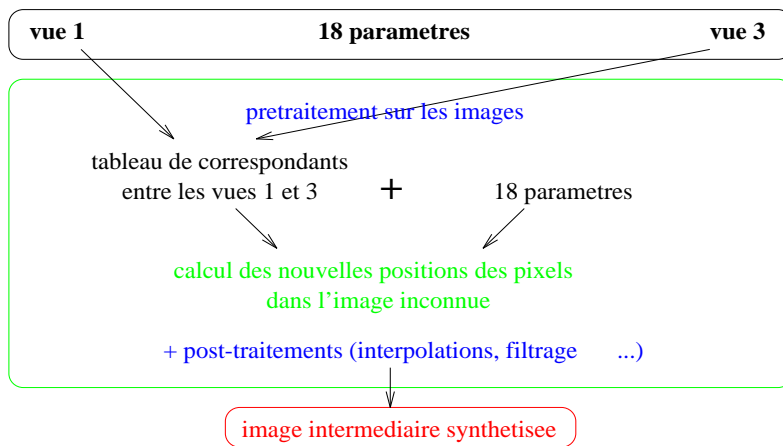 vue 1 18 parametres vue 3
pretraitement sur les images
tableau de correspondants
entre les vues 1 et 3 + 18 parametres
calcul des nouvelles positions des pixels
dans l'image inconnue
+ post-traitements (interpolations, filtrage ...)
image intermediaire synthetisee